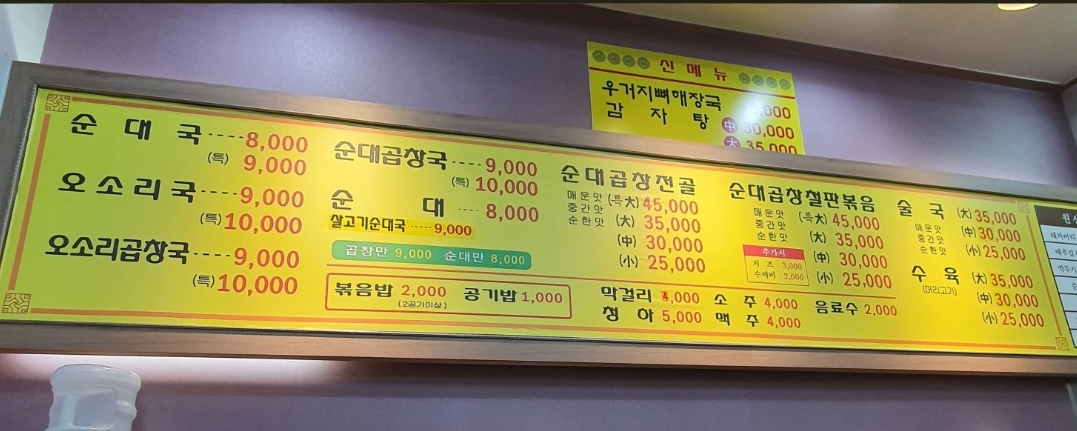 신메뉴
우거지뼈해장국 ,000
감자탕 中 30,000
大 35,000
순대국----8,000
(특) 9,000
오소리국----9,000
(특)10,000
오소리곱창국----9,000
(특)10,000
순대곱창국----9,000
(특) 10,000
순대----8,000
살고기순대국----9,000
곱창만 9,000 순대만 8,000
볶음밥 2,000 공기밥 1,000
(2공기이상)
순대곱창전골
매운맛 (특大)45,000
중간맛 (大) 35,000
순한맛 (中) 30,000
(小) 25,000
순대곱창철판볶음
매운맛 (특大) 45,000
중간맛 (大) 35,000
순한맛 (中) 30,000
(小) 25,000
추가시
치즈 3,000
수제비 2,000
막걸리 4,000 소주 4,000 음료수 2,000
청하 5,000 맥주 4,000
술국 (大)35,000
매운맛 (中)30,000
중간맛 (小)25,000
순한맛
수육 (大)35,000
(머리고기) (中)30,000
(小)25,000